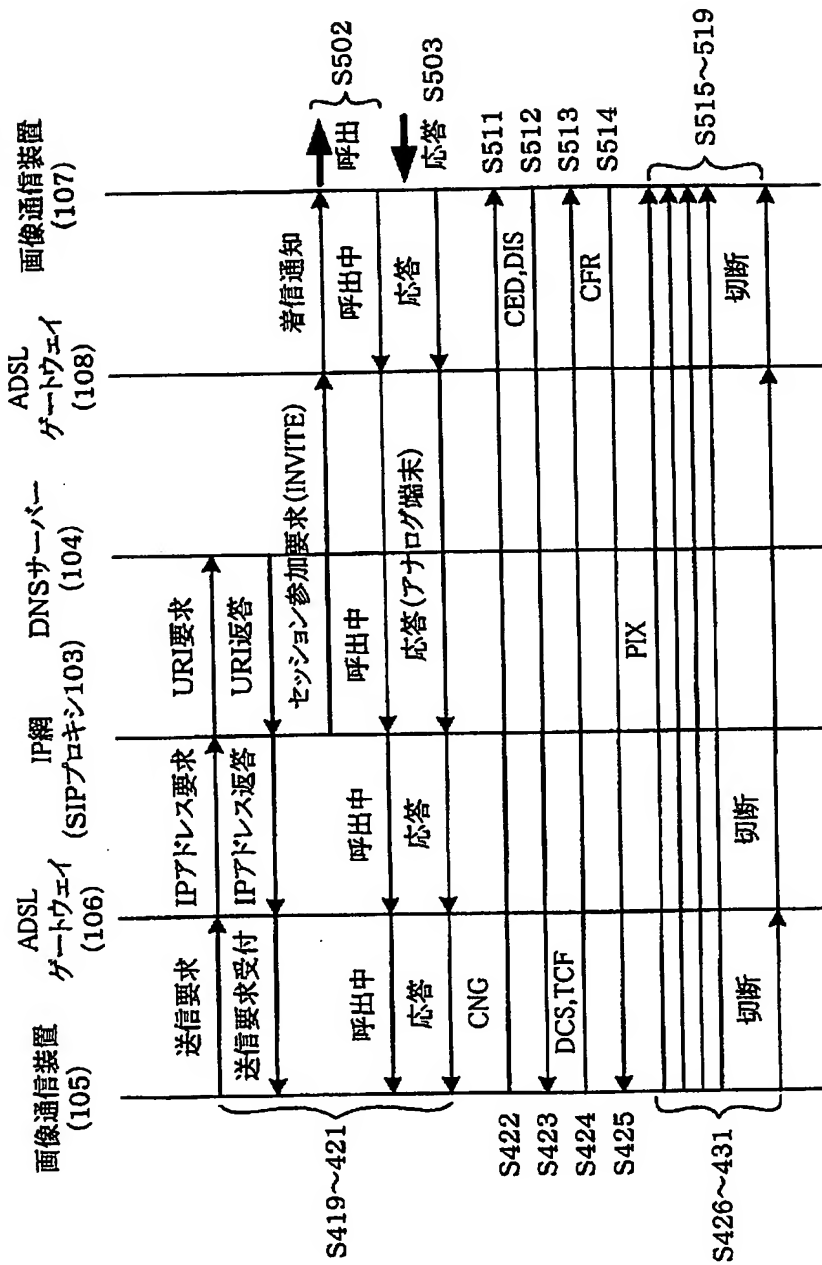 画像通信装置
(105)
ADSL
ゲートウェイ
(106)
IP網
(SIPプロキシ103)
DNSサーバー
(104)
ADSL
ゲートウェイ
(108)
画像通信装置
(107)
送信要求
IPアドレス要求
URI要求
送信要求受付
IPアドレス返答
URI返答
セッション参加要求(INVITE)
着信通知
呼出
S502
呼出中
呼出中
呼出中
呼出中
応答
応答
応答(アナログ端末)
応答
応答 S503
S419～421
CNG
S422
S511
CED,DIS
S423
S512
DCS,TCF
S424
S513
CFR
S425
S514
PIX
S426～431
S515～519
切断
切断
切断